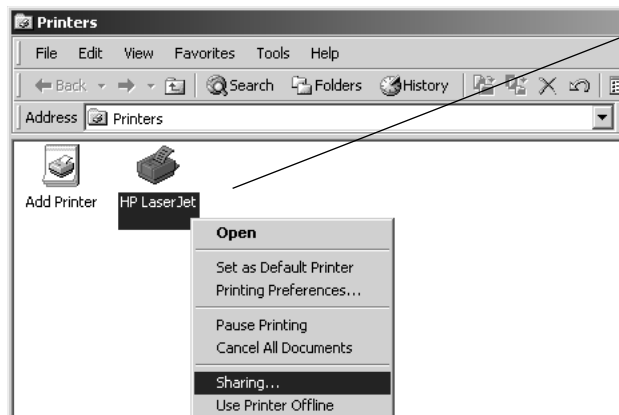 Printers
File Edit View Favorites Tools Help
Back Search Folders History
Address Printers
Add Printer HP LaserJet
Open
Set as Default Printer
Printing Preferences...
Pause Printing
Cancel All Documents
Sharing...
Use Printer Offline